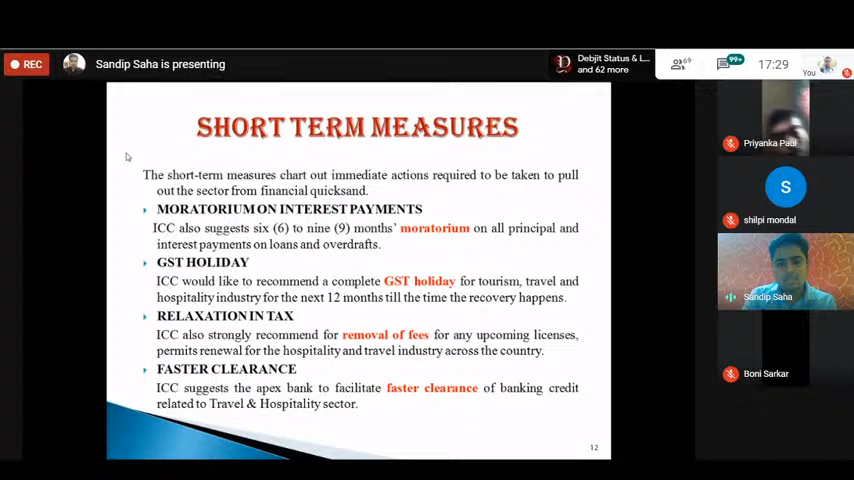 REC
Sandip Saha is presenting
Debjit Status & L...
and 62 more
69
99+
17:29
You
SHORT TERM MEASURES
The short-term measures chart out immediate actions required to be taken to pull
out the sector from financial quicksand.
MORATORIUM ON INTEREST PAYMENTS
ICC also suggests six (6) to nine (9) months' moratorium on all principal and
interest payments on loans and overdrafts.
GST HOLIDAY
ICC would like to recommend a complete GST holiday for tourism, travel and
hospitality industry for the next 12 months till the time the recovery happens.
RELAXATION IN TAX
ICC also strongly recommend for removal of fees for any upcoming licenses,
permits renewal for the hospitality and travel industry across the country.
FASTER CLEARANCE
ICC suggests the apex bank to facilitate faster clearance of banking credit
related to Travel & Hospitality sector.
12
Priyanka Paul
S
shilpi mondal
Sandip Saha
Boni Sarkar